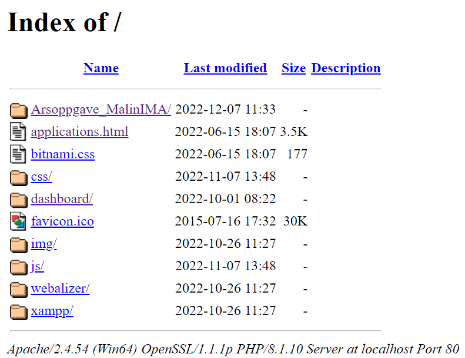 Index of /
Name Last modified Size Description
Arsoppgave_MalinIMA/ 2022-12-07 11:33 -
applications.html 2022-06-15 18:07 3.5K
bitnami.css 2022-06-15 18:07 177
css/ 2022-11-07 13:48 -
dashboard/ 2022-10-01 08:22 -
favicon.ico 2015-07-16 17:32 30K
img/ 2022-10-26 11:27 -
js/ 2022-11-07 13:48 -
webalizer/ 2022-10-26 11:27 -
xampp/ 2022-10-26 11:27 -
Apache/2.4.54 (Win64) OpenSSL/1.1.1p PHP/8.1.10 Server at localhost Port 80